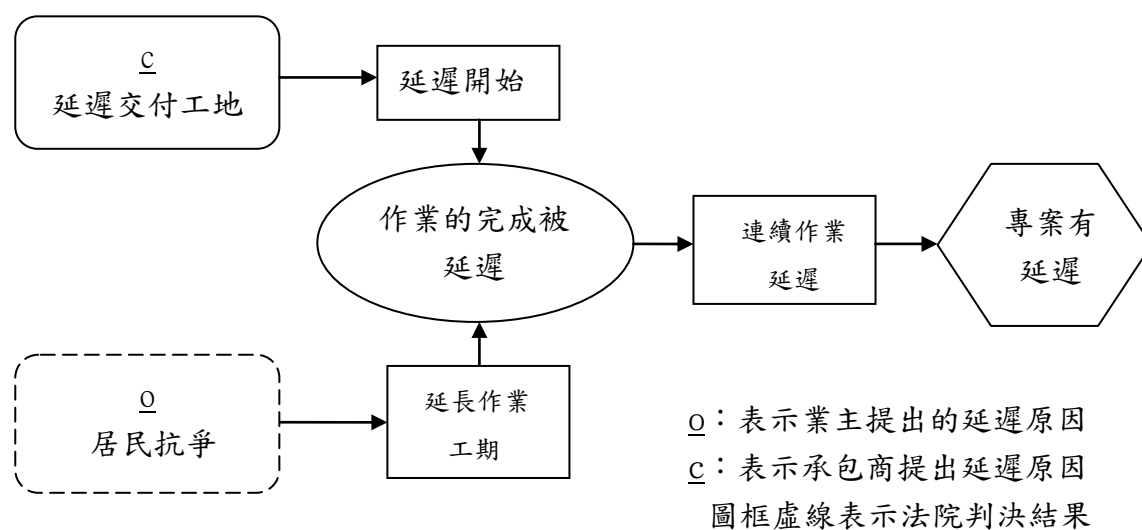 c
延遲交付工地
延遲開始
作業的完成被
延遲
連續作業
延遲
專案有
延遲
o
居民抗爭
延長作業
工期
o：表示業主提出的延遲原因
c：表示承包商提出延遲原因
圖框虛線表示法院判決結果